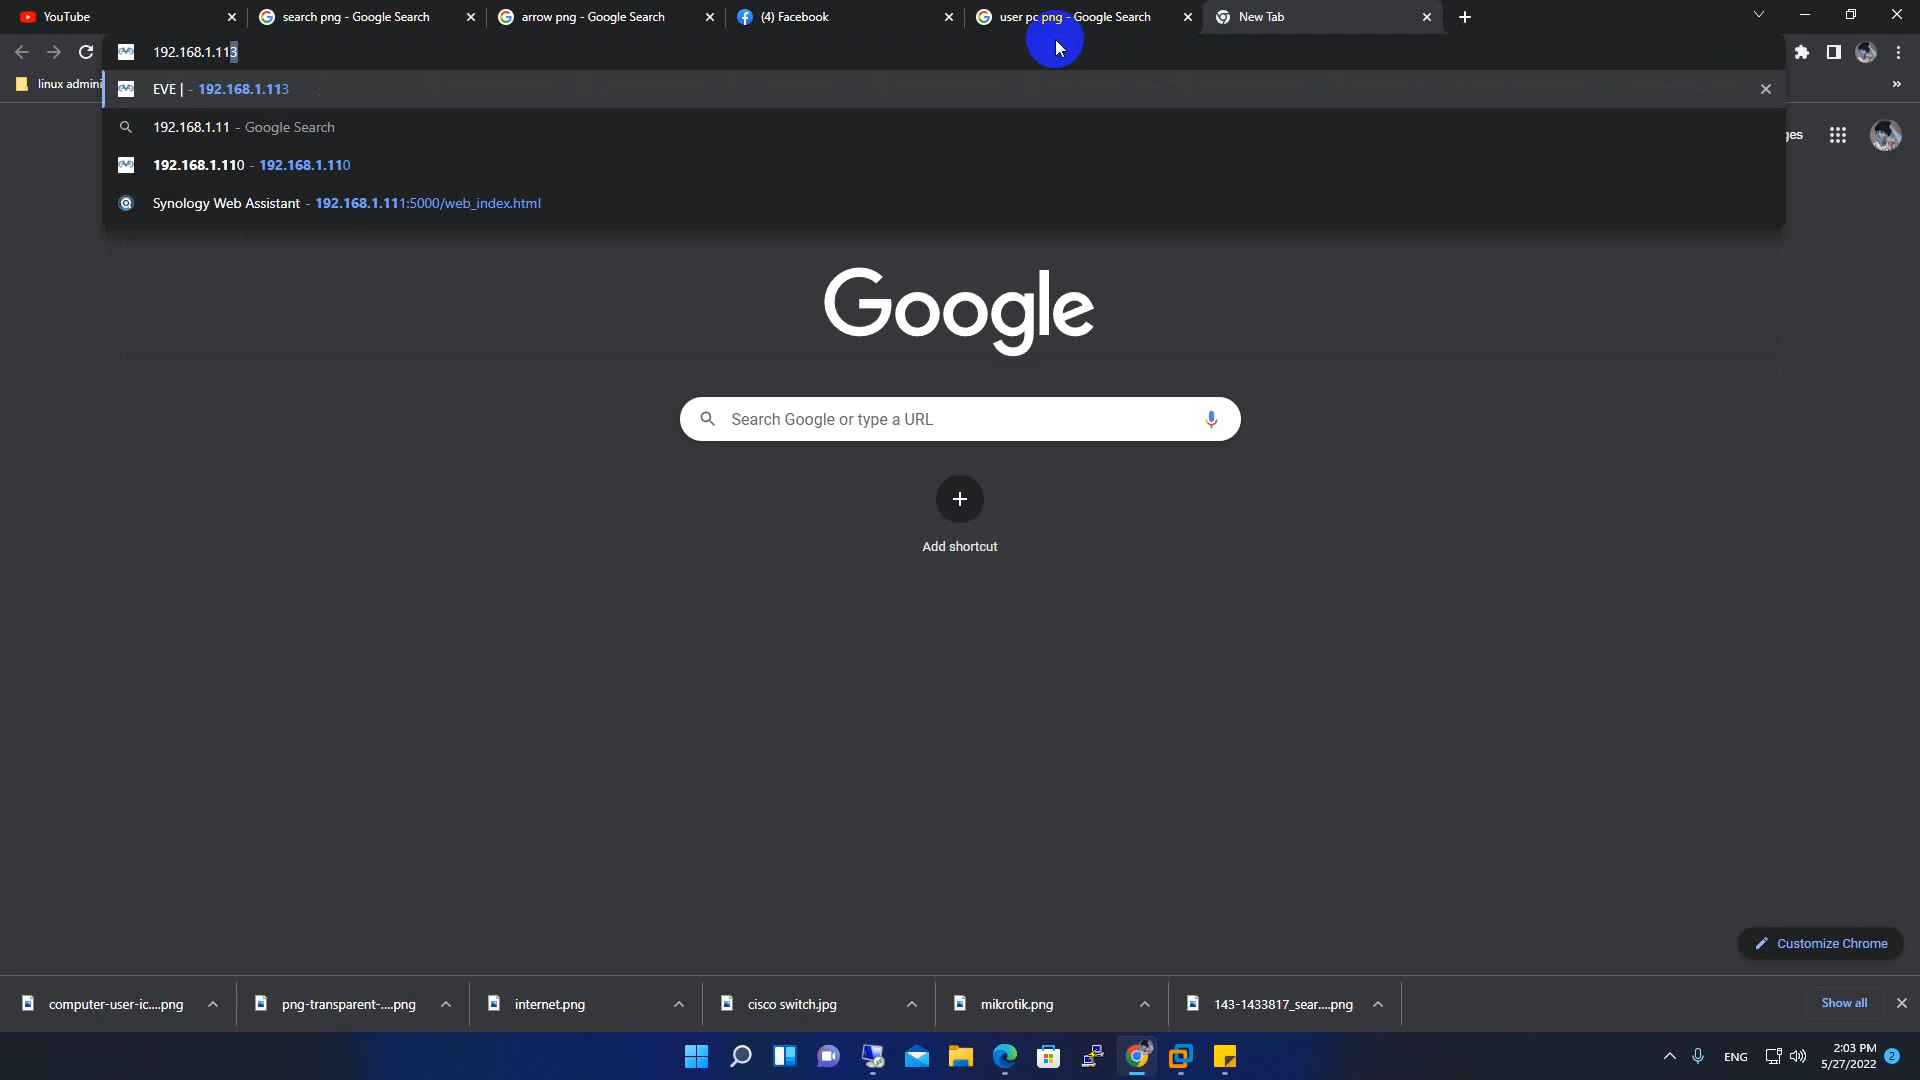 YouTube
search png - Google Search
arrow png - Google Search
(4) Facebook
user pc png - Google Search
New Tab
192.168.1.113
linux admini
»
EVE | - 192.168.1.113
192.168.1.11 - Google Search
192.168.1.110 - 192.168.1.110
Synology Web Assistant - 192.168.1.111:5000/web_index.html
ges
Google
Search Google or type a URL
Add shortcut
Customize Chrome
computer-user-ic....png
png-transparent-....png
internet.png
cisco switch.jpg
mikrotik.png
143-1433817_sear....png
Show all
ENG
2:03 PM
5/27/2022
2